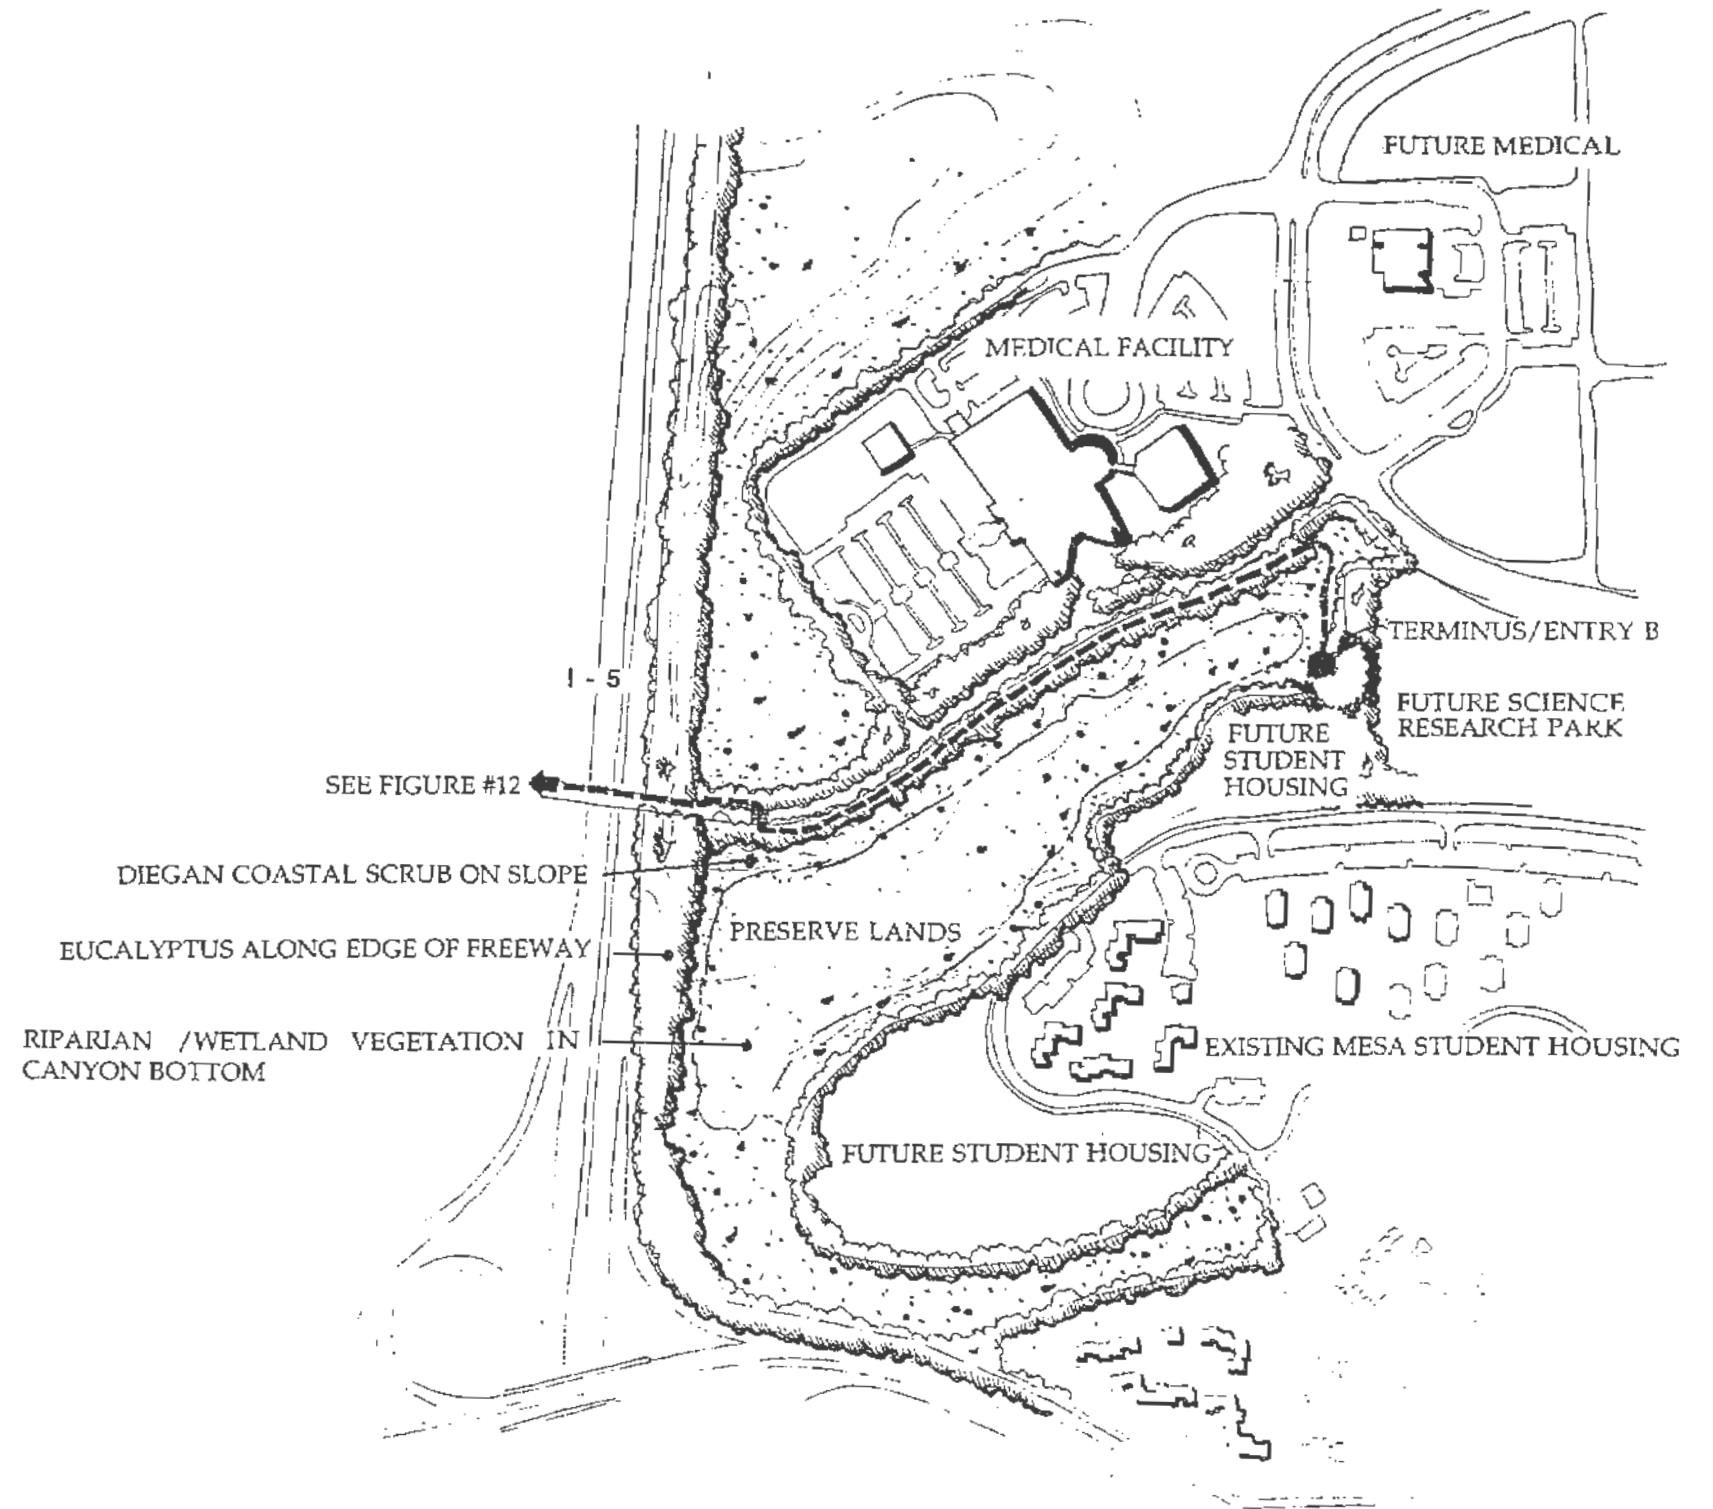 FUTURE MEDICAL
MEDICAL FACILITY
TERMINUS/ENTRY B
I - 5
FUTURE SCIENCE
RESEARCH PARK
FUTURE
STUDENT
HOUSING
SEE FIGURE #12
DIEGAN COASTAL SCRUB ON SLOPE
PRESERVE LANDS
EUCALYPTUS ALONG EDGE OF FREEWAY
RIPARIAN /WETLAND VEGETATION IN
CANYON BOTTOM
EXISTING MESA STUDENT HOUSING
FUTURE STUDENT HOUSING